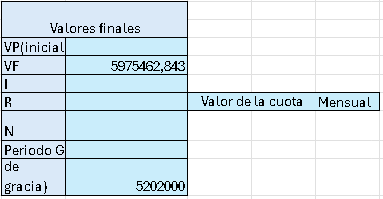 Valores finales
VP(inicial
VF 5975462,843
I
R Valor de la cuota Mensual
N
Periodo G
de
gracia) 5202000